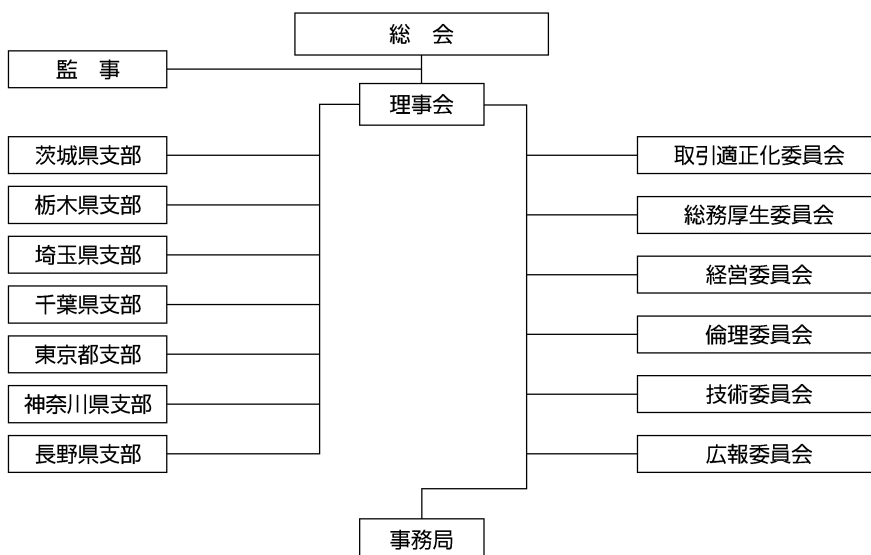 総　会
監　事
理事会
茨城県支部
栃木県支部
埼玉県支部
千葉県支部
東京都支部
神奈川県支部
長野県支部
取引適正化委員会
総務厚生委員会
経営委員会
倫理委員会
技術委員会
広報委員会
事務局